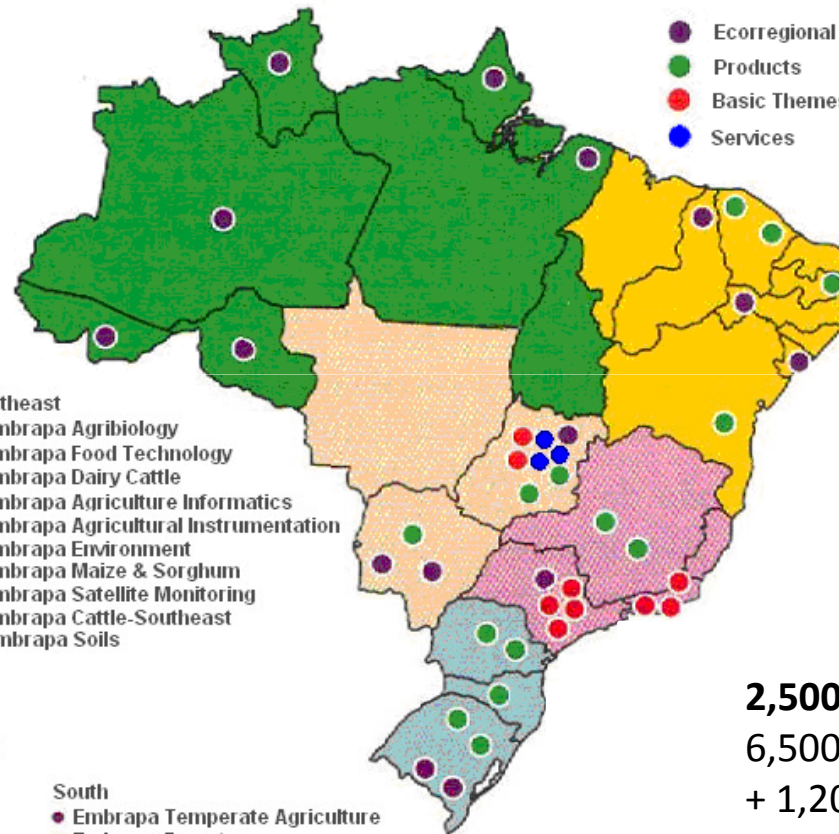 Ecorregional
Products
Basic Themes
Services
theast
mbrapa Agribiology
mbrapa Food Technology
mbrapa Dairy Cattle
mbrapa Agriculture Informatics
mbrapa Agricultural Instrumentation
mbrapa Environment
mbrapa Maize & Sorghum
mbrapa Satellite Monitoring
mbrapa Cattle-Southeast
mbrapa Soils
2,500
6,500
+ 1,20
South
• Embrapa Temperate Agriculture